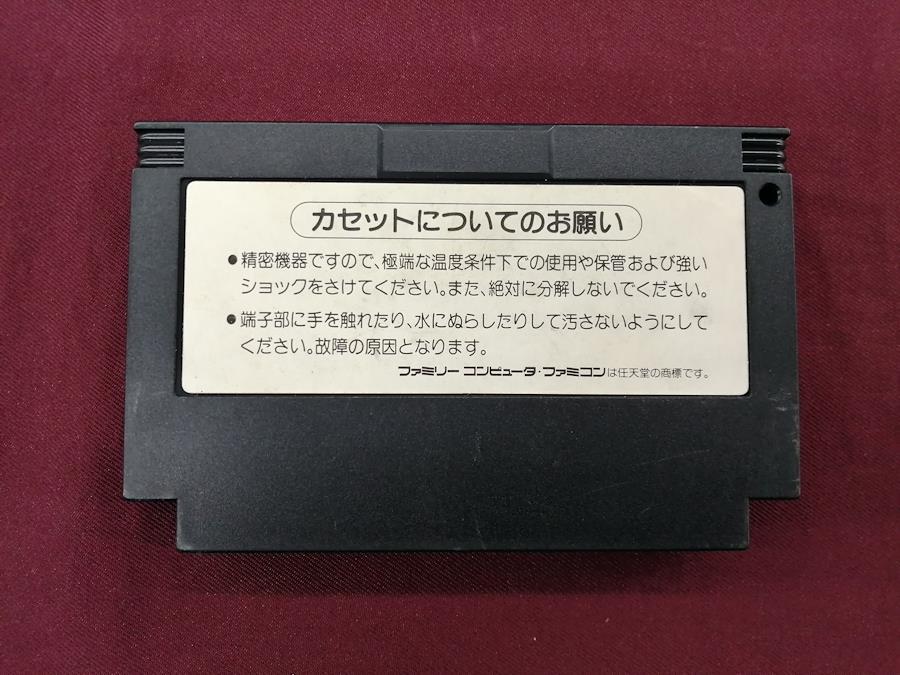 カセットについてのお願い
●精密機器ですので、極端な温度条件下での使用や保管および強い
ショックをさけてください。また、絶対に分解しないでください。
●端子部に手を触れたり、水にぬらしたりして汚さないようにして
ください。故障の原因となります。
ファミリー コンピュータ・ファミコンは任天堂の商標です。